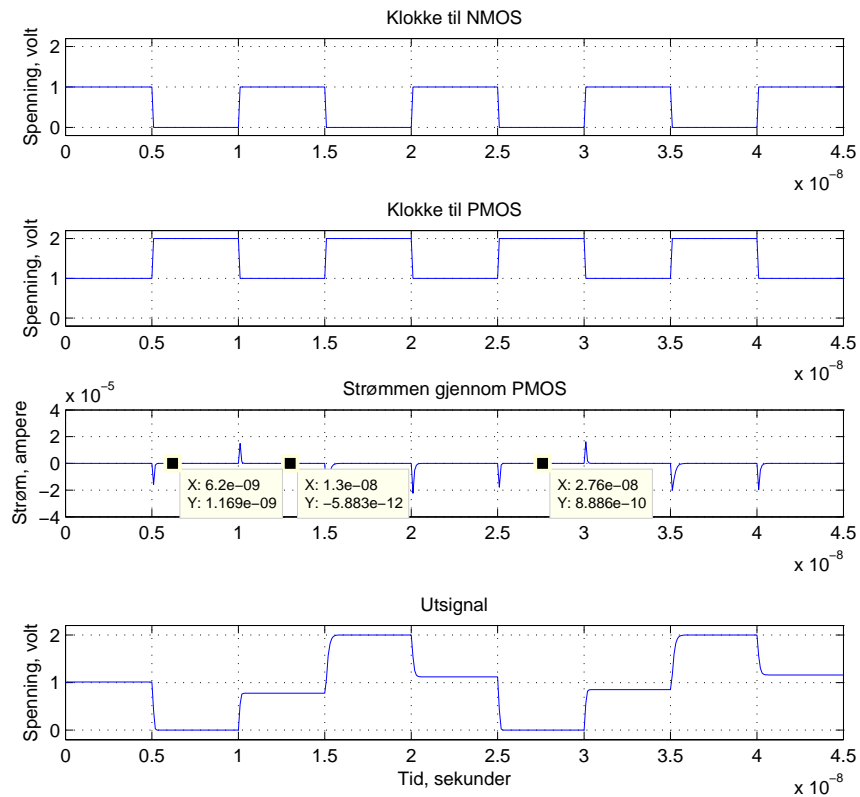 Klokke til NMOS
Spenning, volt
2
1
0
0 0.5 1 1.5 2 2.5 3 3.5 4 4.5
x 10−8
Klokke til PMOS
Spenning, volt
2
1
0
0 0.5 1 1.5 2 2.5 3 3.5 4 4.5
x 10−8
Strømmen gjennom PMOS
x 10−5
Strøm, ampere
4
2
0
−2
−4
X: 6.2e−09
Y: 1.169e−09
X: 1.3e−08
Y: −5.883e−12
X: 2.76e−08
Y: 8.886e−10
0 0.5 1 1.5 2 2.5 3 3.5 4 4.5
x 10−8
Utsignal
Spenning, volt
2
1
0
0 0.5 1 1.5 2 2.5 3 3.5 4 4.5
Tid, sekunder
x 10−8